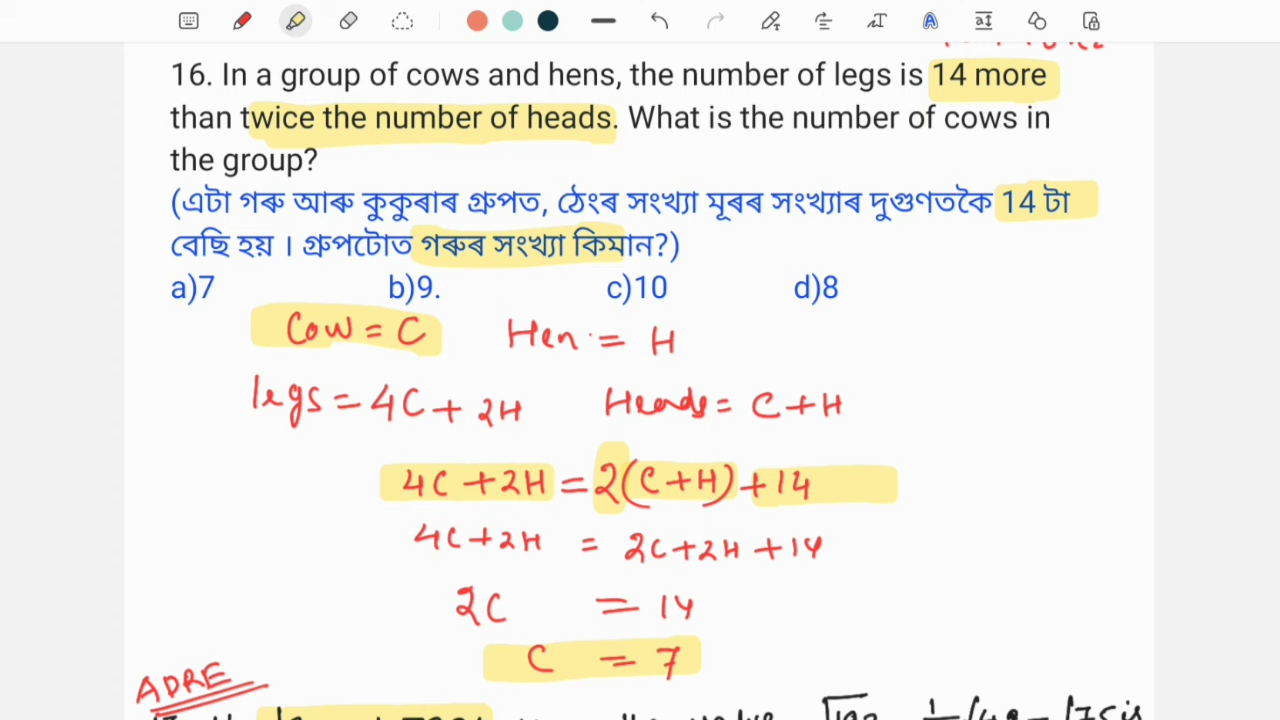 16. In a group of cows and hens, the number of legs is 14 more
than twice the number of heads. What is the number of cows in
the group?
(এটা গৰু আৰু কুকুৰাৰ গ্ৰুপত, ঠেংৰ সংখ্যা মূৰৰ সংখ্যাৰ দুগুণতকৈ 14 টা
বেছি হয় । গ্ৰুপটোত গৰুৰ সংখ্যা কিমান?)
a)7 b)9. c)10 d)8
Cow = C Hen = H
legs = 4C + 2H Heads = C + H
4C + 2H = 2(C + H) + 14
4C + 2H = 2C + 2H + 14
2C = 14
C = 7
ADRE